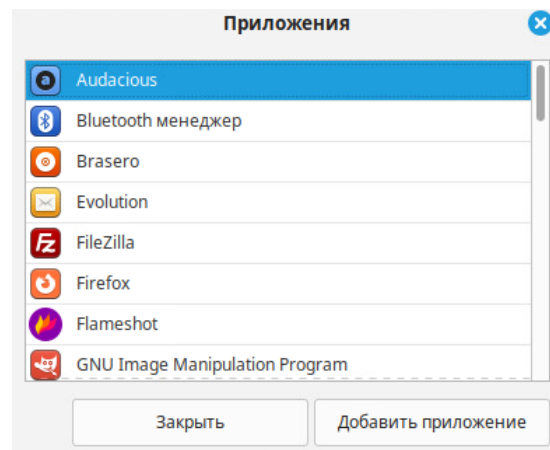 Приложения
Audacious
Bluetooth менеджер
Brasero
Evolution
FileZilla
Firefox
Flameshot
GNU Image Manipulation Program
Закрыть
Добавить приложение